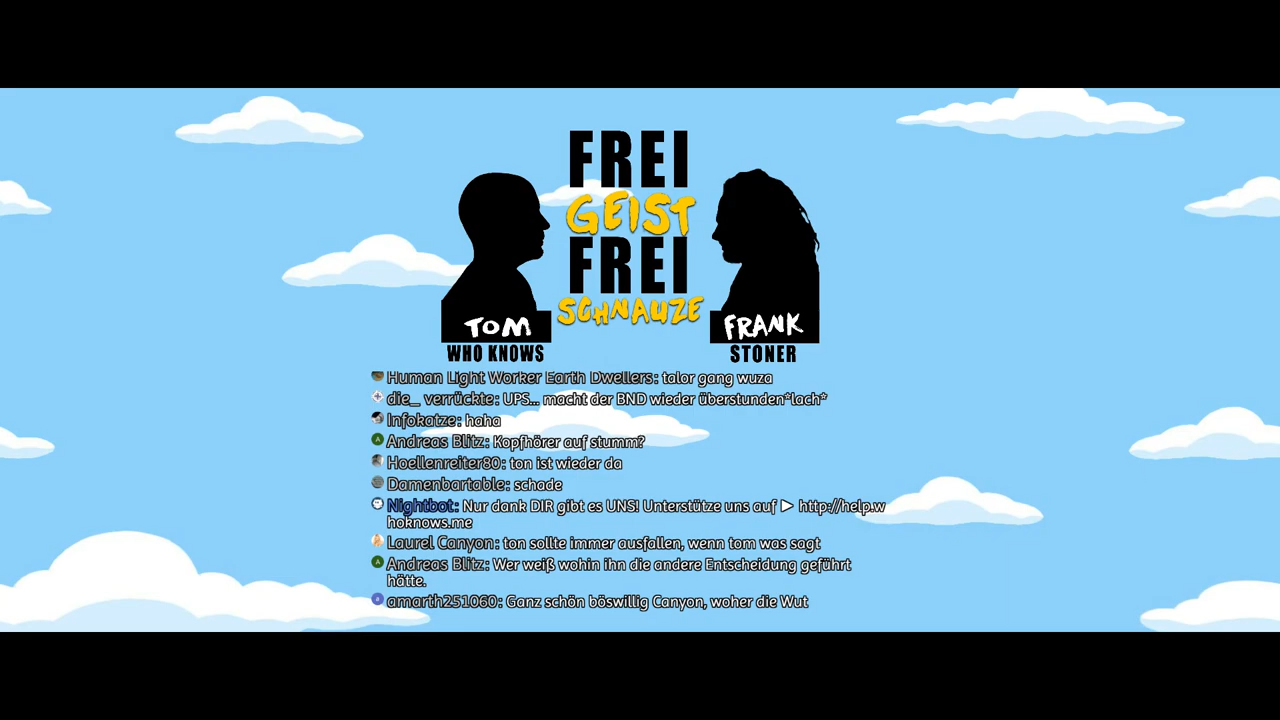 FREI
GEIST
FREI
SCHNAUZE
TOM
WHO KNOWS
FRANK
STONER
Human Light Worker Earth Dwellers: talor gang wuza
die_ verrückte: UPS... macht der BND wieder überstunden*lach*
Infokatze: haha
A Andreas Blitz: Kopfhörer auf stumm?
Hoellenreiter80: ton ist wieder da
Damenbartable: schade
Nightbot: Nur dank DIR gibt es UNS! Unterstütze uns auf ► http://help.w
hoknows.me
Laurel Canyon: ton sollte immer ausfallen, wenn tom was sagt
A Andreas Blitz: Wer weiß wohin ihn die andere Entscheidung geführt
hätte.
amarth251060: Ganz schön böswillig Canyon, woher die Wut